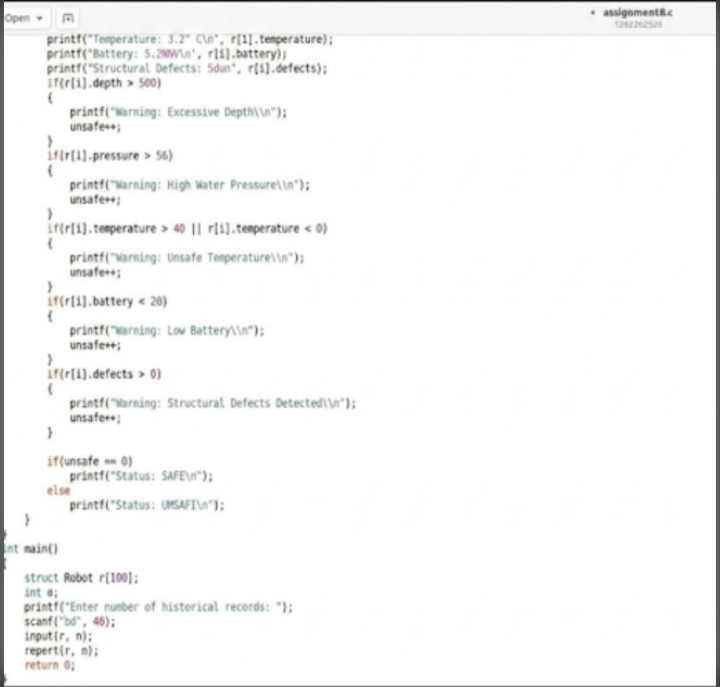 Open
assignment8.c
1262262526
printf("Temperature: 3.2" C\n', r[i].temperature);
printf("Battery: 5.2NW\n', r[i].battery);
printf("Structural Defects: 5dun', r[i].defects);
if(r[i].depth > 500)
{
printf("Warning: Excessive Depth\\n");
unsafe++;
}
if(r[i].pressure > 56)
{
printf("Warning: High Water Pressure\\n");
unsafe++;
}
if(r[i].temperature > 40 || r[i].temperature < 0)
{
printf("Warning: Unsafe Temperature\\n");
unsafe++;
}
if(r[i].battery < 20)
{
printf("Warning: Low Battery\\n");
unsafe++;
}
if(r[i].defects > 0)
{
printf("Warning: Structural Defects Detected\\n");
unsafe++;
}
if(unsafe == 0)
printf("Status: SAFE\n");
else
printf("Status: UMSAFI\n");
}
}
int main()
{
struct Robot r[100];
int o;
printf("Enter number of historical records: ");
scanf("bd", 46);
input(r, n);
repert(r, n);
return 0;
}